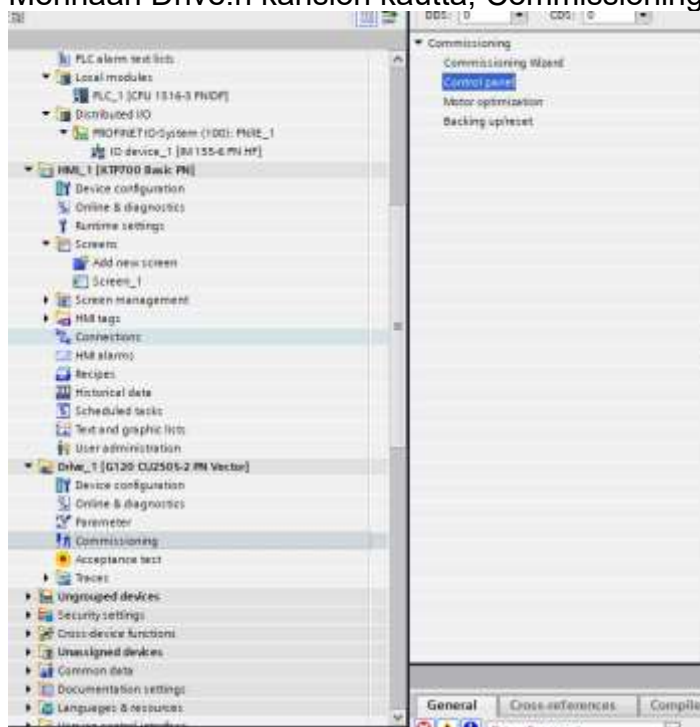 Mennään Drive:n kansion kautta, Commissioning
DDS: 0 CDS: 0
PLC alarm text lists
Local modules
PLC_1 [CPU 1516-3 PN/DP]
Distributed I/O
PROFINET IO-System (100): PN/IE_1
IO device_1 [IM 155-6 PN HF]
HMI_1 [KTP700 Basic PN]
Device configuration
Online & diagnostics
Runtime settings
Screens
Add new screen
Screen_1
Screen management
HMI tags
Connections
HMI alarms
Recipes
Historical data
Scheduled tasks
Text and graphic lists
User administration
Drive_1 [G120 CU250S-2 PN Vector]
Device configuration
Online & diagnostics
Parameter
Commissioning
Acceptance test
Traces
Ungrouped devices
Security settings
Cross-device functions
Unassigned devices
Common data
Documentation settings
Languages & resources
Commissioning
Commissioning Wizard
Control panel
Motor optimization
Backing up/reset
General Cross-references Compile